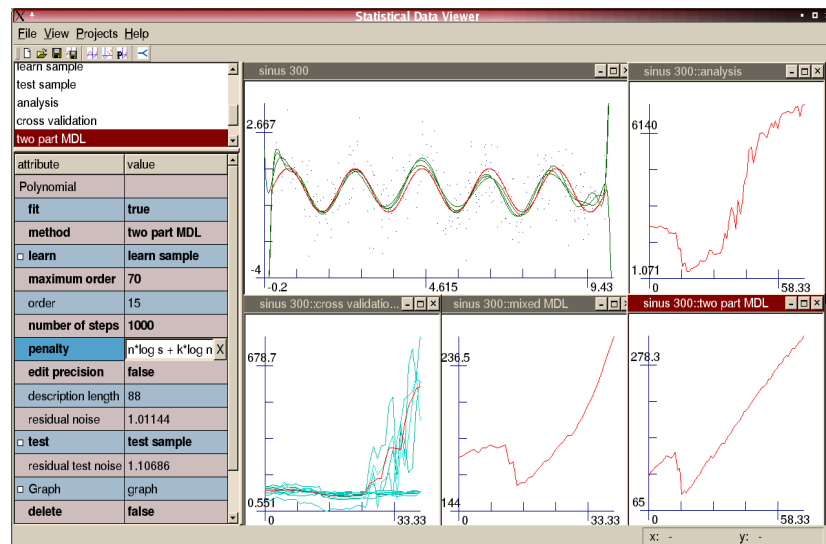 X
Statistical Data Viewer
File View Projects Help
learn sample
test sample
analysis
cross validation
two part MDL
attribute value
Polynomial
fit true
method two part MDL
learn learn sample
maximum order 70
order 15
number of steps 1000
penalty n*log s + k*log n X
edit precision false
description length 88
residual noise 1.01144
test test sample
residual test noise 1.10686
Graph graph
delete false
sinus 300
2.667
-4
-0.2 4.615 9.43
sinus 300::analysis
6140
1.071
0 58.33
sinus 300::cross validatio...
678.7
0.551
0 33.33
sinus 300::mixed MDL
236.5
144
0 33.33
sinus 300::two part MDL
278.3
65
0 58.33
x: - y: -